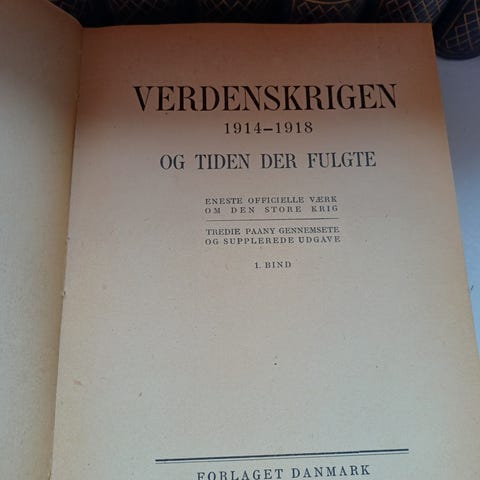 VERDENSKRIGEN
1914–1918
OG TIDEN DER FULGTE
ENESTE OFFICIELLE VÆRK
OM DEN STORE KRIG
TREDIE PAANY GENNEMSETE
OG SUPPLEREDE UDGAVE
1. BIND
FORLAGET DANMARK